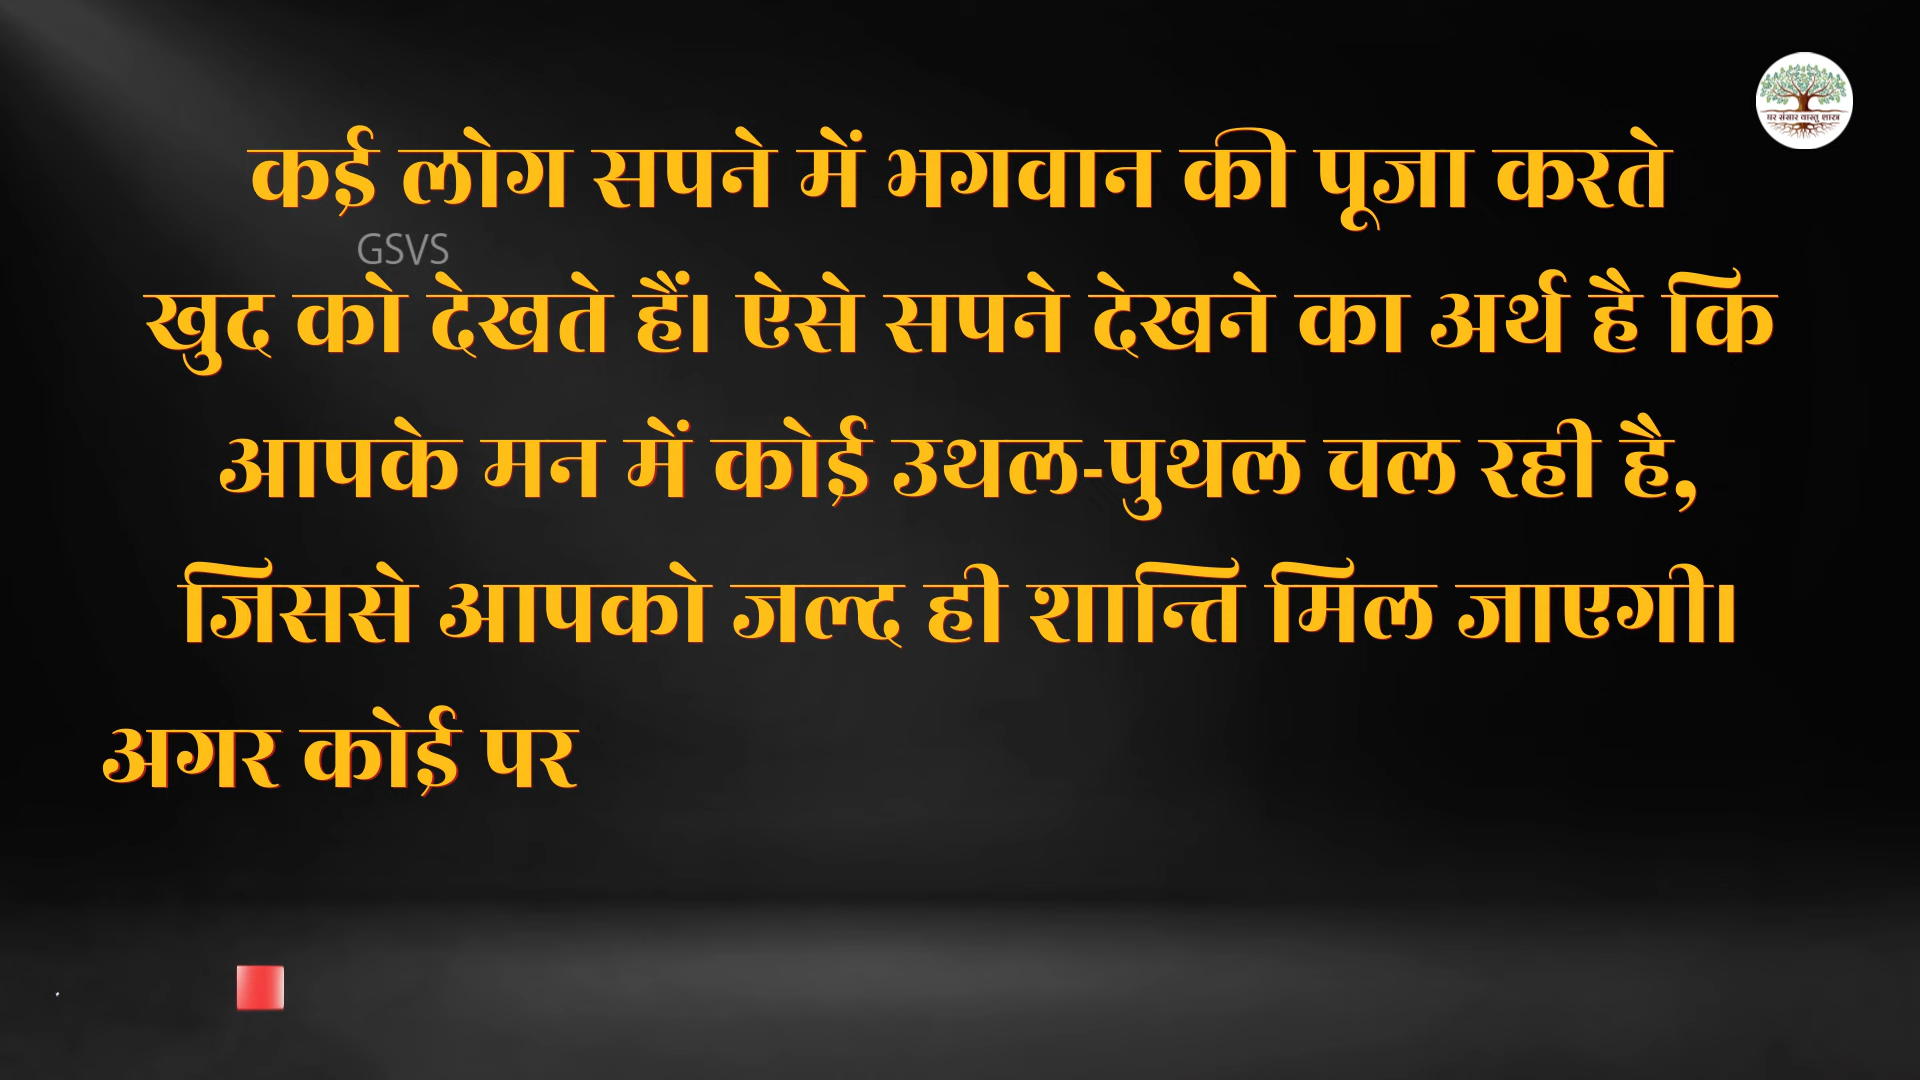 घर संसार वास्तु शास्त्र
कई लोग सपने में भगवान की पूजा करते
GSVS
खुद को देखते हैं। ऐसे सपने देखने का अर्थ है कि
आपके मन में कोई उथल-पुथल चल रही है,
जिससे आपको जल्द ही शान्ति मिल जाएगी।
अगर कोई पर